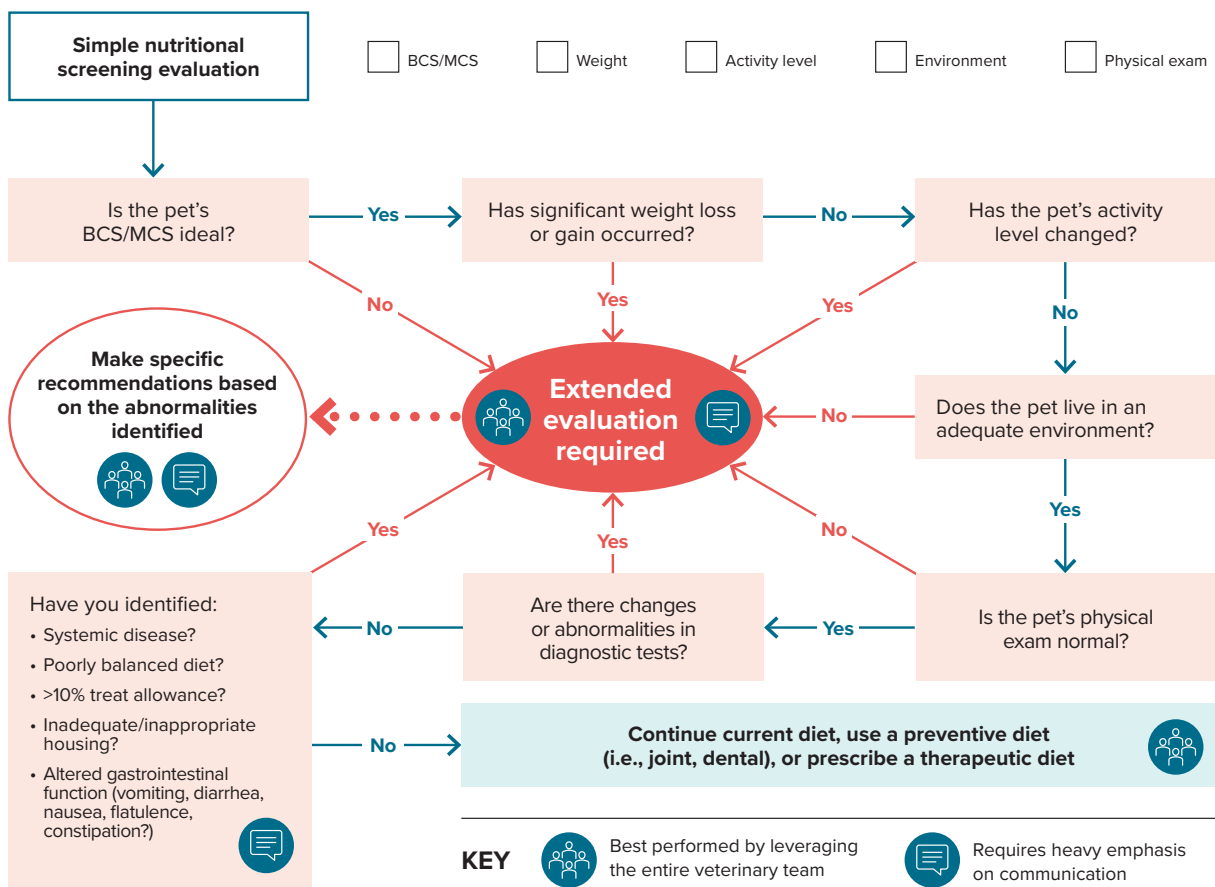 Simple nutritional
screening evaluation
BCS/MCS
Weight
Activity level
Environment
Physical exam
Is the pet's
BCS/MCS ideal?
Yes
Has significant weight loss
or gain occurred?
No
Has the pet's activity
level changed?
No
Yes
Yes
No
Make specific
recommendations based
on the abnormalities
identified
Extended
evaluation
required
No
Does the pet live in an
adequate environment?
Yes
Yes
Yes
No
Have you identified:
• Systemic disease?
• Poorly balanced diet?
• >10% treat allowance?
• Inadequate/inappropriate
housing?
• Altered gastrointestinal
function (vomiting, diarrhea,
nausea, flatulence,
constipation?)
No
Are there changes
or abnormalities in
diagnostic tests?
Yes
Is the pet's physical
exam normal?
No
Continue current diet, use a preventive diet
(i.e., joint, dental), or prescribe a therapeutic diet
KEY
Best performed by leveraging
the entire veterinary team
Requires heavy emphasis
on communication